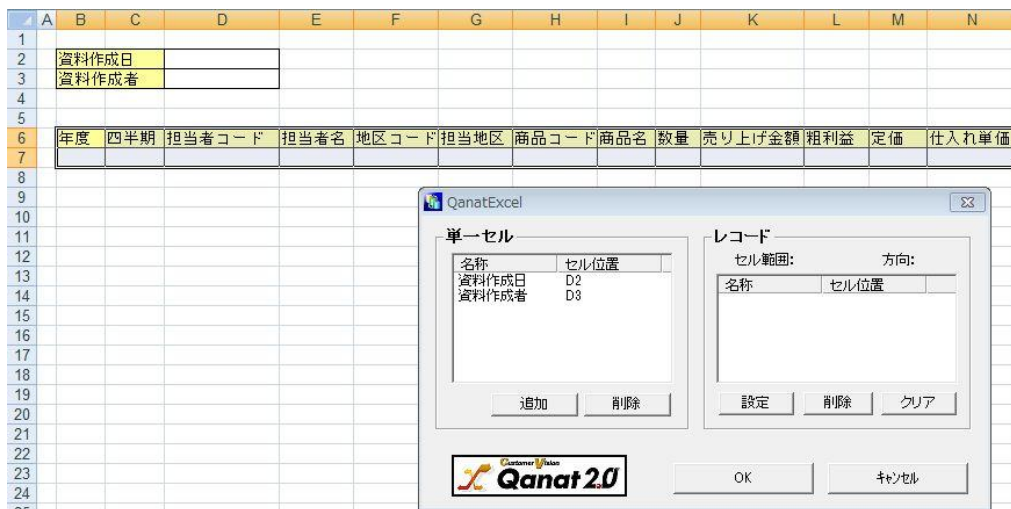 A B C D E F G H I J K L M N
1
2 資料作成日
3 資料作成者
4
5
6 年度 四半期 担当者コード 担当者名 地区コード 担当地区 商品コード 商品名 数量 売り上げ金額 粗利益 定価 仕入れ単価
7
8
9
QanatExcel
10
11 単一セル レコード
12 名称 セル位置 セル範囲: 方向:
13 資料作成日 D2 名称 セル位置
14 資料作成者 D3
15
16
17
18
19 追加 削除 設定 削除 クリア
20
21
22
Customer Vision
23 Qanat 2.0 OK キャンセル
24